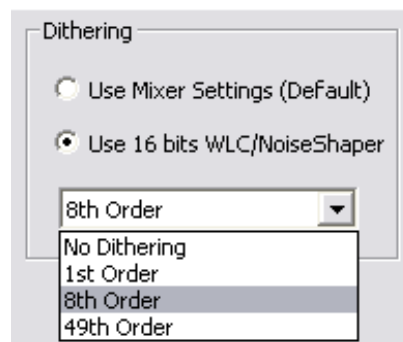 Dithering
Use Mixer Settings (Default)
Use 16 bits WLC/NoiseShaper
8th Order
No Dithering
1st Order
8th Order
49th Order